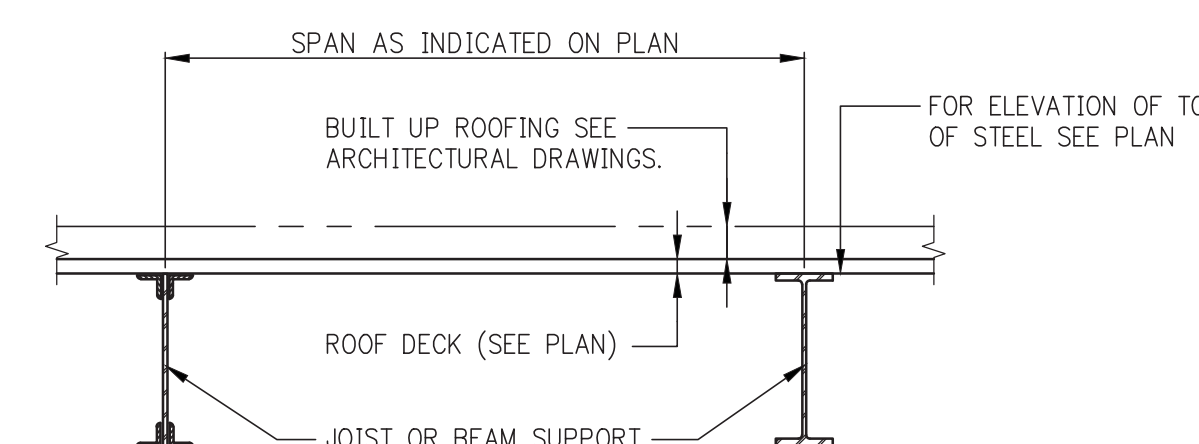 SPAN AS INDICATED ON PLAN
BUILT UP ROOFING SEE
ARCHITECTURAL DRAWINGS.
FOR ELEVATION OF
OF STEEL SEE PLAN
ROOF DECK (SEE PLAN)
JOIST OR BEAM SUPPORT